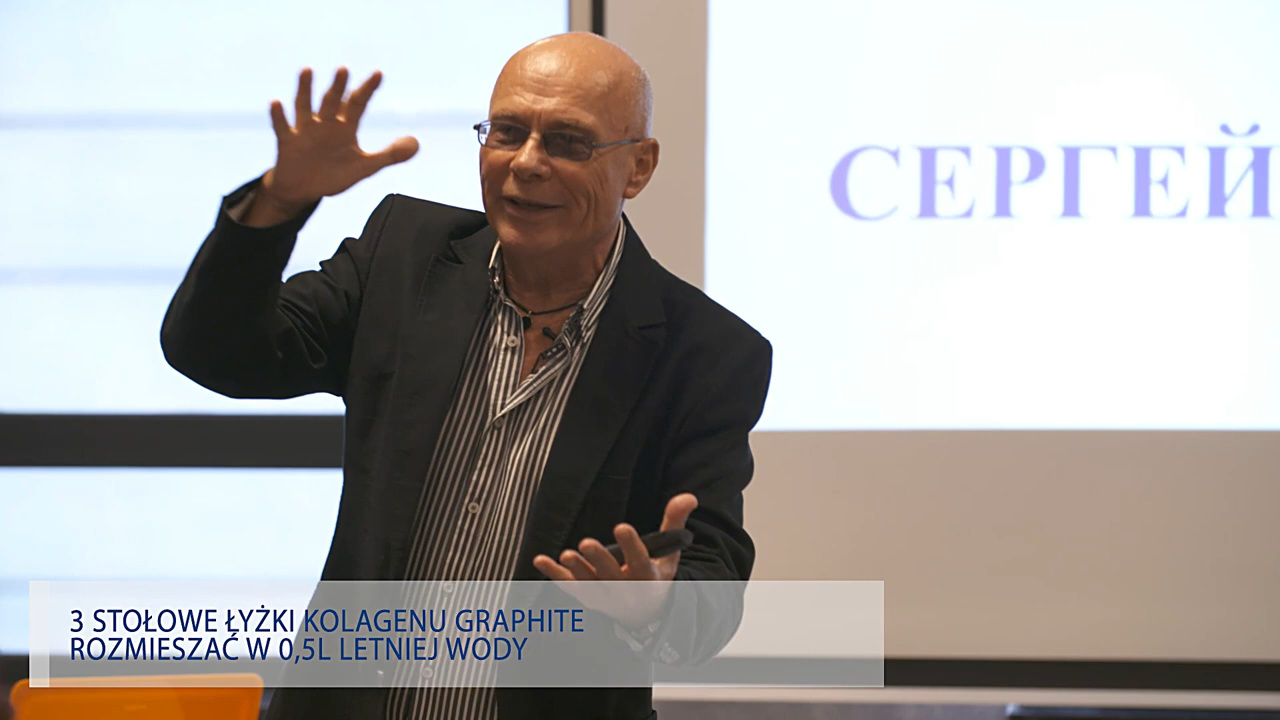 СЕРГЕЙ
3 STOŁOWE ŁYŻKI KOLAGENU GRAPHITE
ROZMIESZAĆ W 0,5L LETNIEJ WODY